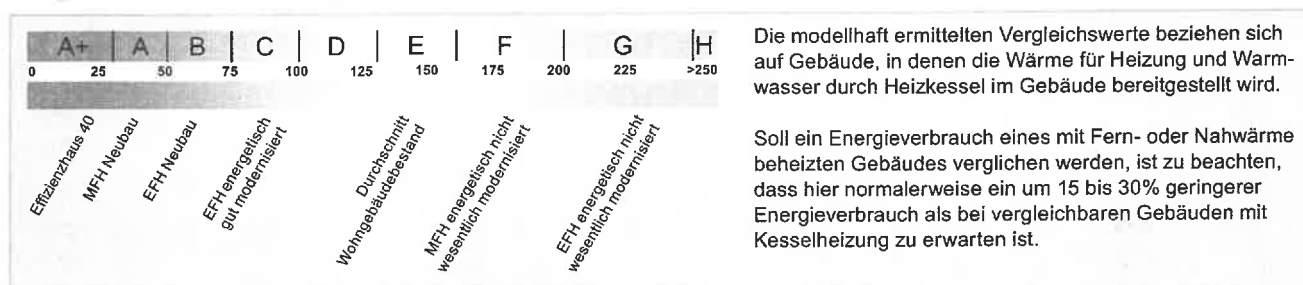 A+ A B C D E F G H
0 25 50 75 100 125 150 175 200 225 >250
Effizienzhaus 40
MFH Neubau
EFH Neubau
EFH energetisch
gut modernisiert
Durchschnitt
Wohngebäudebestand
MFH energetisch nicht
wesentlich modernisiert
EFH energetisch nicht
wesentlich modernisiert
Die modellhaft ermittelten Vergleichswerte beziehen sich
auf Gebäude, in denen die Wärme für Heizung und Warm-
wasser durch Heizkessel im Gebäude bereitgestellt wird.
Soll ein Energieverbrauch eines mit Fern- oder Nahwärme
beheizten Gebäudes verglichen werden, ist zu beachten,
dass hier normalerweise ein um 15 bis 30% geringerer
Energieverbrauch als bei vergleichbaren Gebäuden mit
Kesselheizung zu erwarten ist.